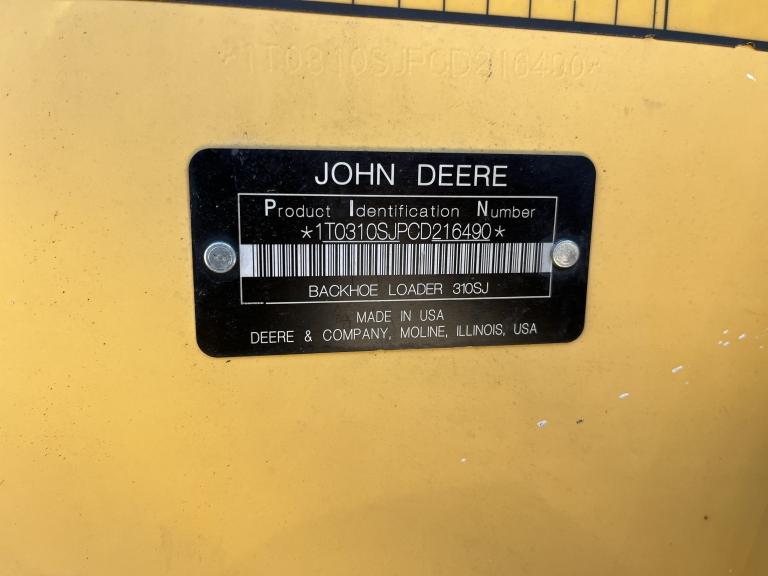 *1T0310SJPCD216490*
JOHN DEERE
Product Identification Number
*1T0310SJPCD216490*
BACKHOE LOADER 310SJ
MADE IN USA
DEERE & COMPANY, MOLINE, ILLINOIS, USA